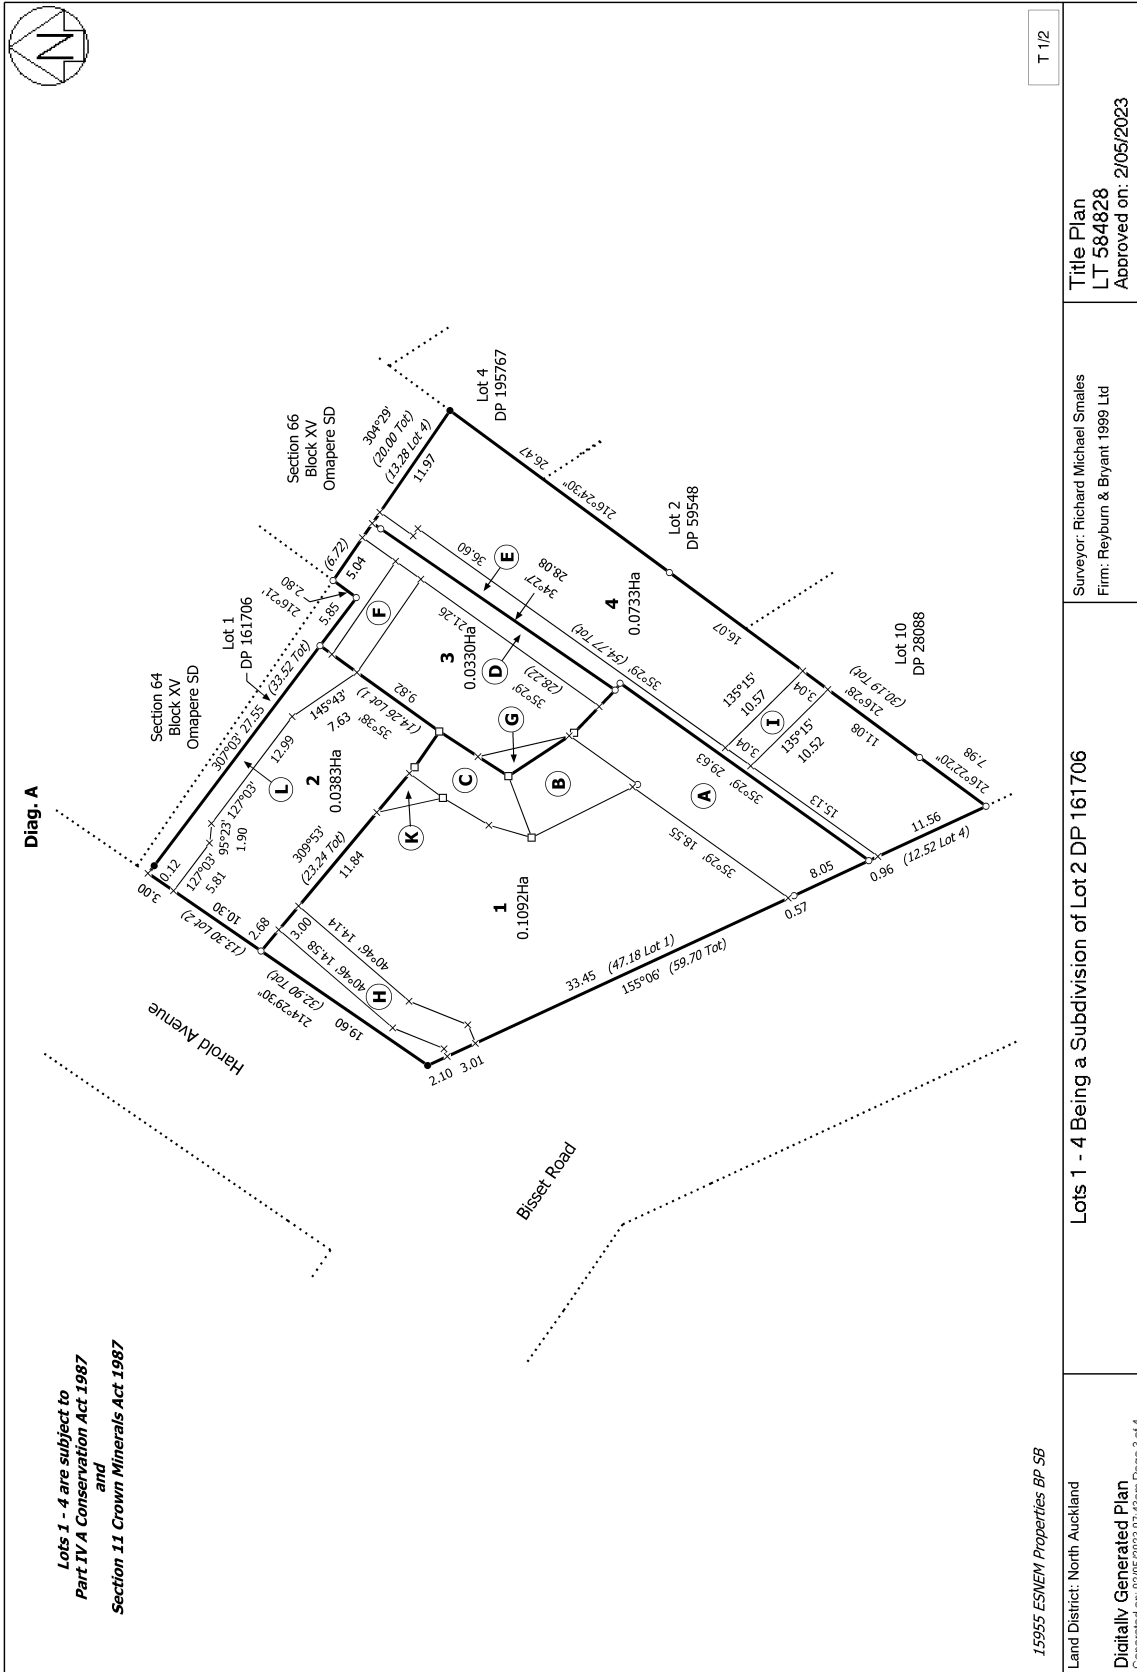 Diag. A
N
Lots 1 - 4 are subject to
Part IV A Conservation Act 1987
and
Section 11 Crown Minerals Act 1987
Section 64
Block XV
Omapere SD
Lot 1
DP 161706
Section 66
Block XV
Omapere SD
Lot 4
DP 195767
Lot 2
DP 59548
Lot 10
DP 28088
Harold Avenue
Bisset Road
307°03' 27.55
(33.52 Tot)
5.85
216°21'
2.80
(6.72)
5.04
304°29'
(20.00 Tot)
(13.28 Lot 4)
11.97
26.47
216°24'30"
16.07
216°28'
(30.19 Tot)
3.04
11.08
216°22'20"
7.98
11.56
(12.52 Lot 4)
0.96
8.05
0.57
33.45 (47.18 Lot 1)
155°06' (59.70 Tot)
3.01
2.10
19.60
214°29'30"
(32.90 Tot)
(13.30 Lot 2)
10.30
3.00
0.12
127°03'
5.81
95°23'
1.90
127°03'
12.99
145°43'
7.63
L
2
0.0383Ha
2.68
3.00
309°53'
(23.24 Tot)
11.84
40°46' 14.58
40°46' 14.14
H
K
C
G
B
A
1
0.1092Ha
35°38'
(14.26 Lot 1)
9.82
F
3
0.0330Ha
21.26
D
35°29'
(28.22)
E
36.60
28.08
34°27'
4
0.0733Ha
35°29' (54.77 Tot)
135°15'
10.57
3.04
I
135°15'
10.52
29.63
35°29'
15.13
18.55
35°29'
15955 ESNEM Properties BP SB
T 1/2
Land District: North Auckland
Digitally Generated Plan
Lots 1 - 4 Being a Subdivision of Lot 2 DP 161706
Surveyor: Richard Michael Smales
Firm: Reyburn & Bryant 1999 Ltd
Title Plan
LT 584828
Approved on: 2/05/2023